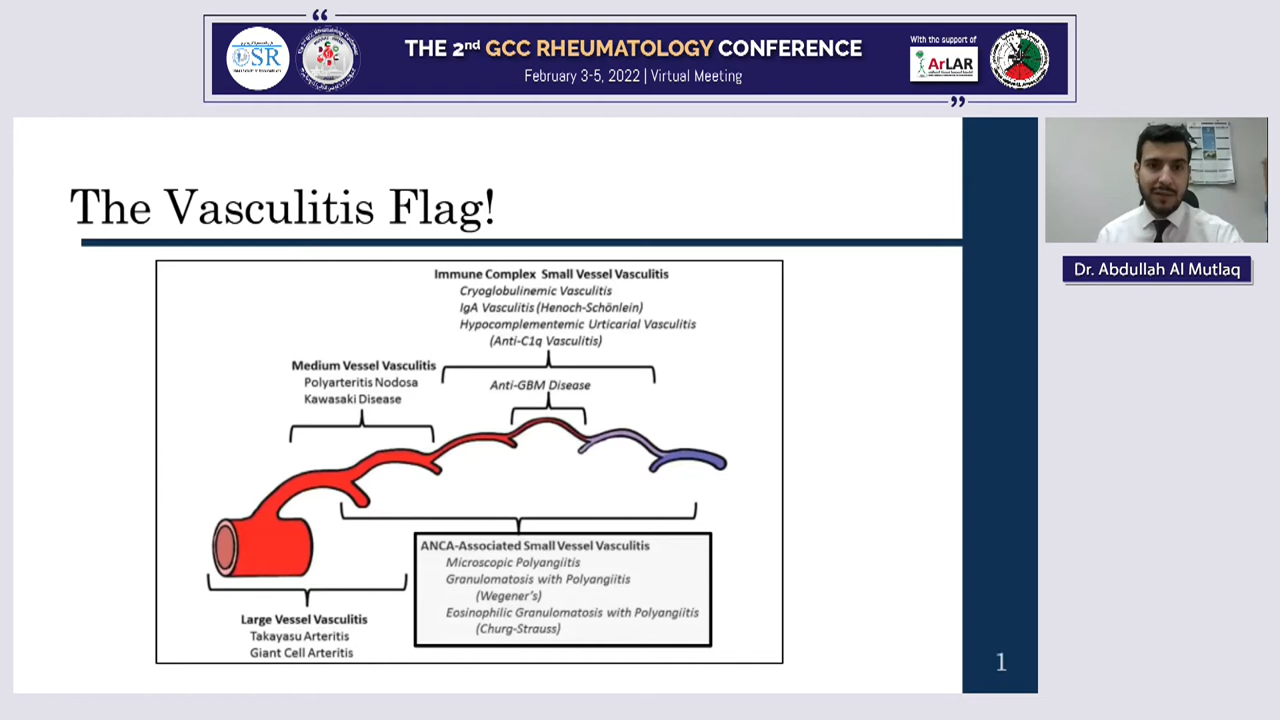 “
THE 2nd GCC RHEUMATOLOGY CONFERENCE
February 3-5, 2022 | Virtual Meeting
With the support of
SR
ArLAR
”
The Vasculitis Flag!
Dr. Abdullah Al Mutlaq
Immune Complex Small Vessel Vasculitis
Cryoglobulinemic Vasculitis
IgA Vasculitis (Henoch-Schönlein)
Hypocomplementemic Urticarial Vasculitis
(Anti-C1q Vasculitis)
Medium Vessel Vasculitis
Polyarteritis Nodosa
Kawasaki Disease
Anti-GBM Disease
ANCA-Associated Small Vessel Vasculitis
Microscopic Polyangiitis
Granulomatosis with Polyangiitis
(Wegener’s)
Eosinophilic Granulomatosis with Polyangiitis
(Churg-Strauss)
Large Vessel Vasculitis
Takayasu Arteritis
Giant Cell Arteritis
1